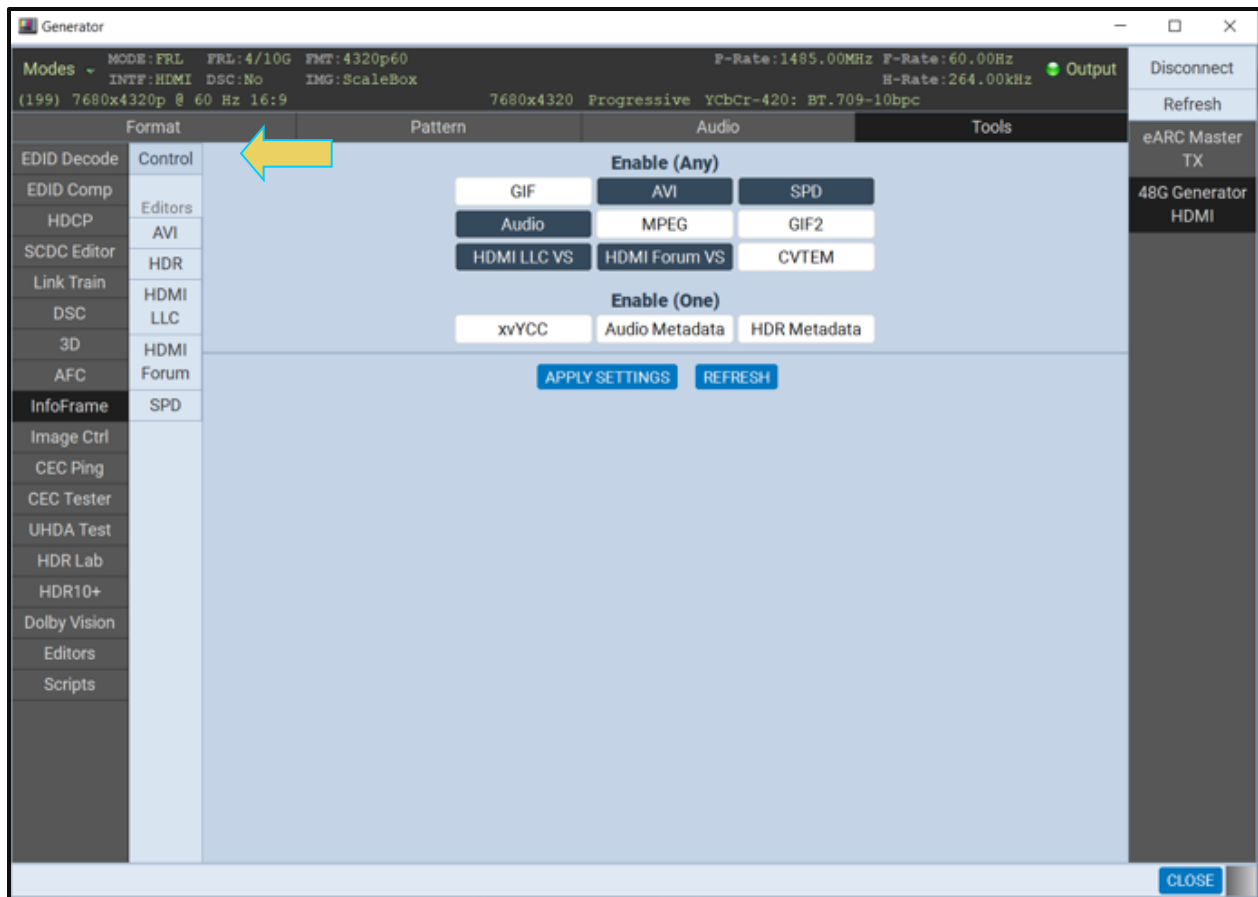 Generator
Modes
MODE:FRL FRL:4/10G FMT:4320p60
INTF:HDMI DSC:No IMG:ScaleBox
P-Rate:1485.00MHz F-Rate:60.00Hz
H-Rate:264.00kHz
Output
(199) 7680x4320p @ 60 Hz 16:9
7680x4320 Progressive YCbCr-420: BT.709-10bpc
Disconnect
Refresh
Format
Pattern
Audio
Tools
eARC Master
TX
48G Generator
HDMI
EDID Decode
EDID Comp
HDCP
SCDC Editor
Link Train
DSC
3D
AFC
InfoFrame
Image Ctrl
CEC Ping
CEC Tester
UHDA Test
HDR Lab
HDR10+
Dolby Vision
Editors
Scripts
Control
Editors
AVI
HDR
HDMI
LLC
HDMI
Forum
SPD
Enable (Any)
GIF AVI SPD
Audio MPEG GIF2
HDMI LLC VS HDMI Forum VS CVTEM
Enable (One)
xvYCC Audio Metadata HDR Metadata
APPLY SETTINGS REFRESH
CLOSE